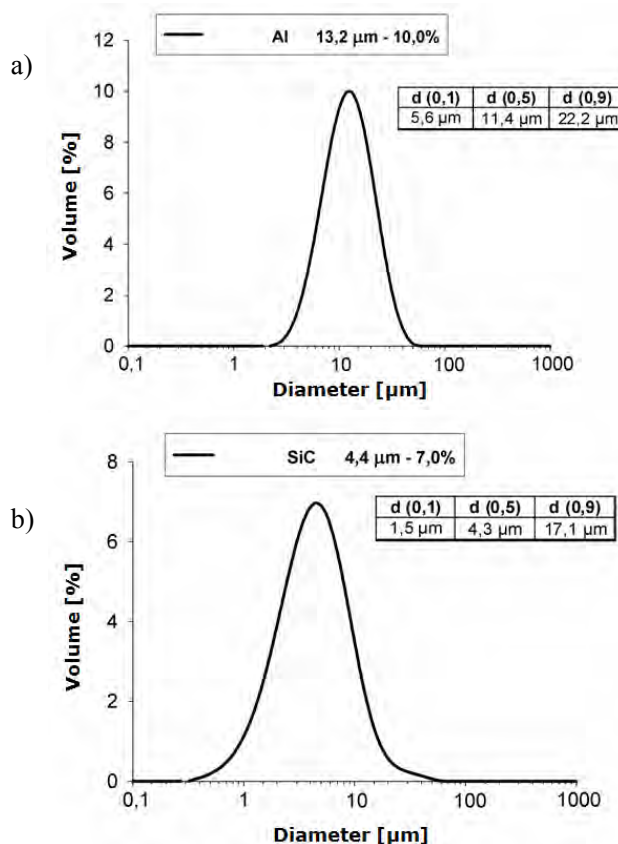 a)
Al 13,2 µm - 10,0%
12
10
8
6
4
2
0
Volume [%]
d (0,1) d (0,5) d (0,9)
5,6 µm 11,4 µm 22,2 µm
0,1 1 10 100 1000
Diameter [µm]
b)
SiC 4,4 µm - 7,0%
8
6
4
2
0
Volume [%]
d (0,1) d (0,5) d (0,9)
1,5 µm 4,3 µm 17,1 µm
0,1 1 10 100 1000
Diameter [µm]